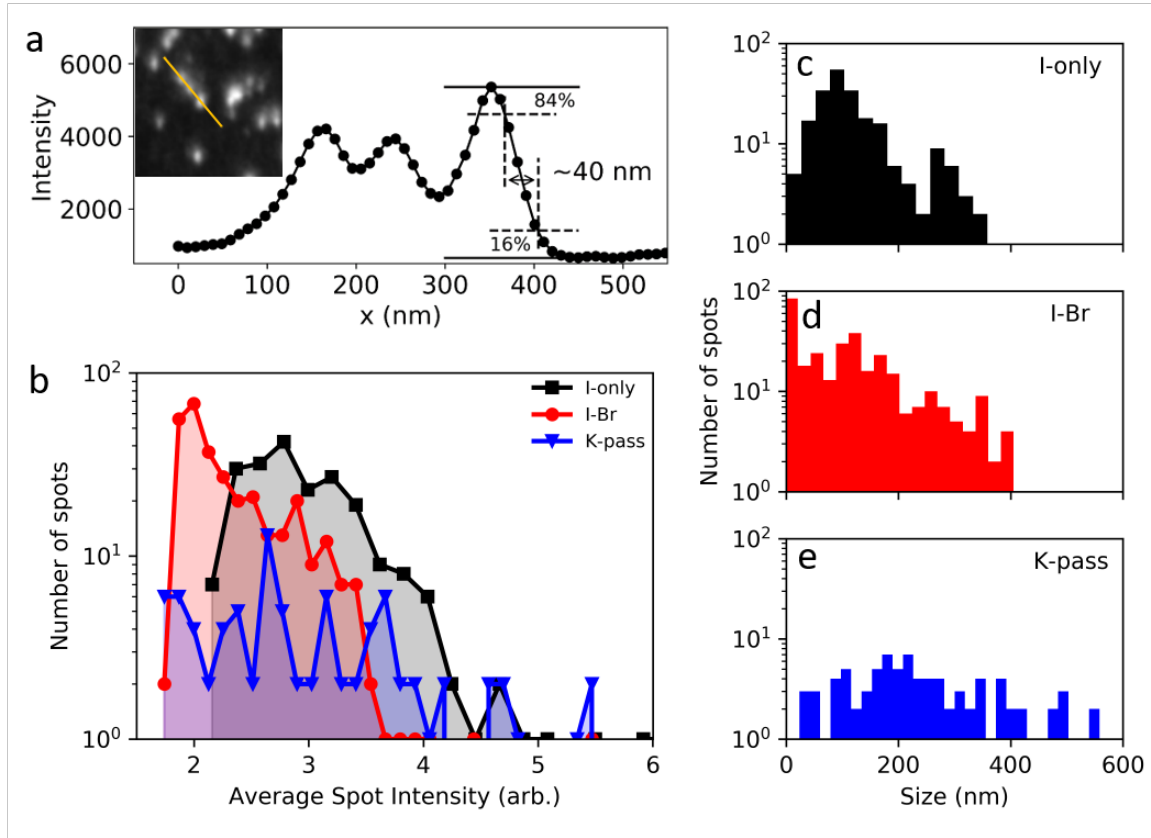 a
6000
4000
2000
Intensity
84%
~40 nm
16%
0 100 200 300 400 500
x (nm)
b
10²
10¹
10⁰
Number of spots
I-only
I-Br
K-pass
2 3 4 5 6
Average Spot Intensity (arb.)
c
I-only
10²
10¹
10⁰
d
I-Br
10²
10¹
10⁰
Number of spots
e
K-pass
10²
10¹
10⁰
0 200 400 600
Size (nm)